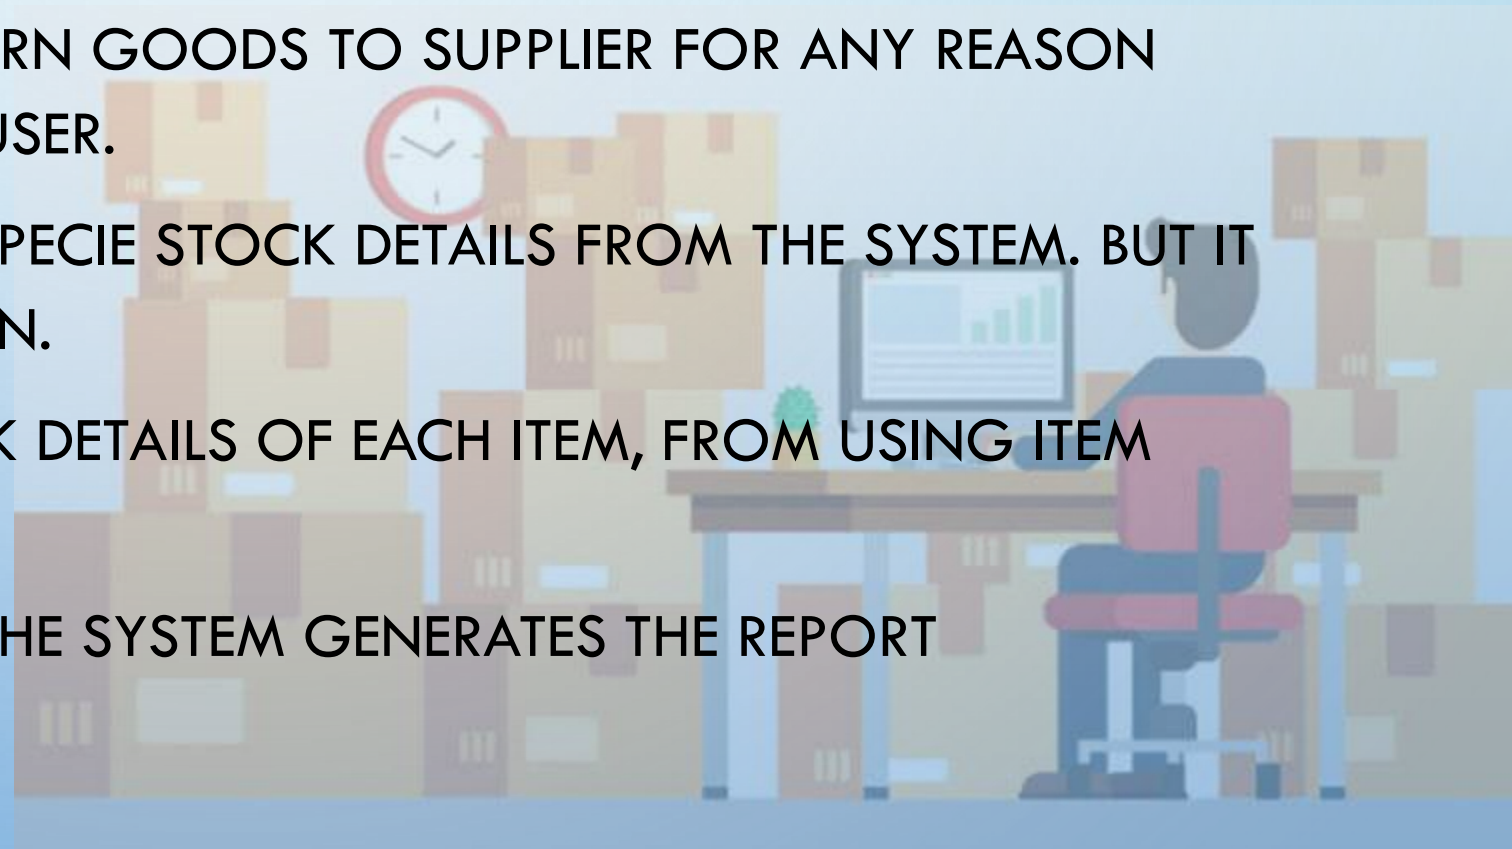 RN GOODS TO SUPPLIER FOR ANY REASON
USER.
PECIE STOCK DETAILS FROM THE SYSTEM. BUT IT
N.
K DETAILS OF EACH ITEM, FROM USING ITEM
HE SYSTEM GENERATES THE REPORT